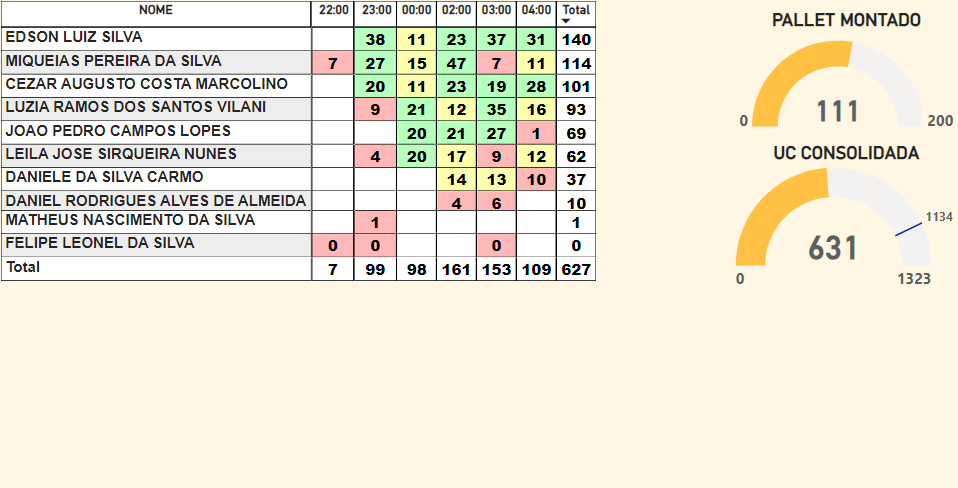 NOME 22:00 23:00 00:00 02:00 03:00 04:00 Total
EDSON LUIZ SILVA 38 11 23 37 31 140
MIQUEIAS PEREIRA DA SILVA 7 27 15 47 7 11 114
CEZAR AUGUSTO COSTA MARCOLINO 20 11 23 19 28 101
LUZIA RAMOS DOS SANTOS VILANI 9 21 12 35 16 93
JOAO PEDRO CAMPOS LOPES 20 21 27 1 69
LEILA JOSE SIRQUEIRA NUNES 4 20 17 9 12 62
DANIELE DA SILVA CARMO 14 13 10 37
DANIEL RODRIGUES ALVES DE ALMEIDA 4 6 10
MATHEUS NASCIMENTO DA SILVA 1 1
FELIPE LEONEL DA SILVA 0 0 0 0
Total 7 99 98 161 153 109 627
PALLET MONTADO
111
0 200
UC CONSOLIDADA
1134
631
0 1323